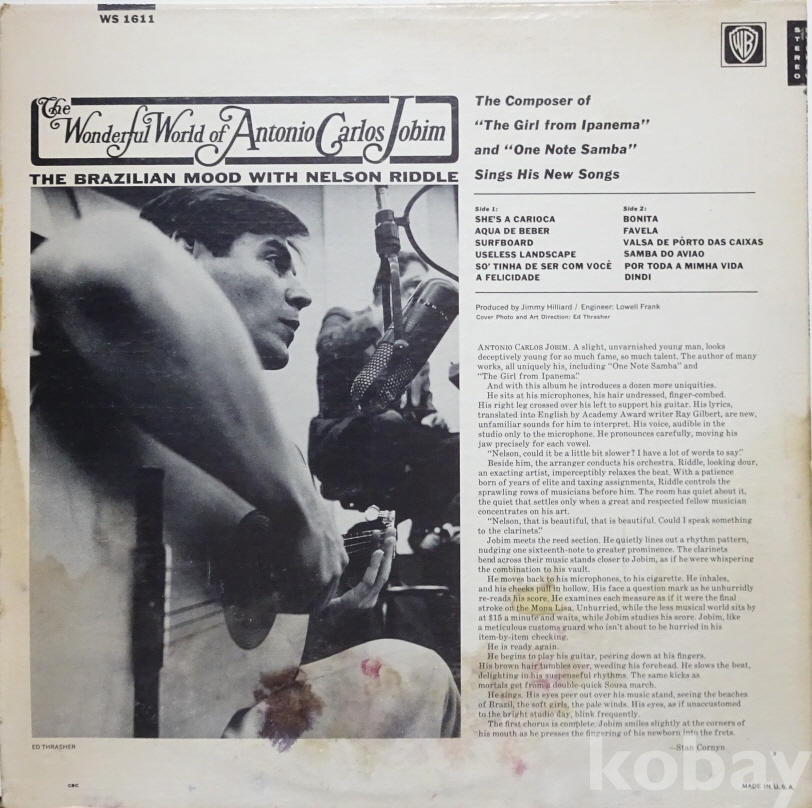 WS 1611
WB
STEREO
The Wonderful World of Antonio Carlos Jobim
THE BRAZILIAN MOOD WITH NELSON RIDDLE
The Composer of
"The Girl from Ipanema"
and "One Note Samba"
Sings His New Songs
Side 1:
SHE'S A CARIOCA
AQUA DE BEBER
SURFBOARD
USELESS LANDSCAPE
SO' TINHA DE SER COM VOCÊ
A FELICIDADE
Side 2:
BONITA
FAVELA
VALSA DE PÔRTO DAS CAIXAS
SAMBA DO AVIAO
POR TODA A MIMHA VIDA
DINDI
Produced by Jimmy Hilliard / Engineer: Lowell Frank
Cover Photo and Art Direction: Ed Thrasher
ANTONIO CARLOS JOBIM. A slight, unvarnished young man, looks
deceptively young for so much fame, so much talent. The author of many
works, all uniquely his, including "One Note Samba" and
"The Girl from Ipanema."
And with this album he introduces a dozen more uniquities.
He sits at his microphones, his hair undressed, finger-combed.
His right leg crossed over his left to support his guitar. His lyrics,
translated into English by Academy Award writer Ray Gilbert, are new,
unfamiliar sounds for him to interpret. His voice, audible in the
studio only to the microphone. He pronounces carefully, moving his
jaw precisely for each vowel.
"Nelson, could it be a little bit slower? I have a lot of words to say."
Beside him, the arranger conducts his orchestra. Riddle, looking dour,
an exacting artist, imperceptibly relaxes the beat. With a patience
born of years of elite and taxing assignments, Riddle controls the
sprawling rows of musicians before him. The room has quiet about it,
the quiet that settles only when a great and respected fellow musician
concentrates on his art.
"Nelson, that is beautiful, that is beautiful. Could I speak something
to the clarinets."
Jobim meets the reed section. He quietly lines out a rhythm pattern,
nudging one sixteenth-note to greater prominence. The clarinets
bend across their music stands closer to Jobim, as if he were whispering
the combination to his vault.
He moves back to his microphones, to his cigarette. He inhales,
and his cheeks pull in hollow. His face a question mark as he unhurridly
re-reads his score. He examines each measure as if it were the final
stroke on the Mona Lisa. Unhurried, while the less musical world sits by
at $15 a minute and waits, while Jobim studies his score. Jobim, like
a meticulous customs guard who isn't about to be hurried in his
item-by-item checking.
He is ready again.
He begins to play his guitar, peering down at his fingers.
His brown hair tumbles over, weeding his forehead. He slows the beat,
delighting in his suspenseful rhythms. The same kicks as
mortals get from a double-quick Sousa march.
He sings. His eyes peer out over his music stand, seeing the beaches
of Brazil, the soft girls, the pale winds. His eyes, as if unaccustomed
to the bright studio day, blink frequently.
The first chorus is complete. Jobim smiles slightly at the corners of
his mouth as he presses the fingering of his newborn into the frets.
—Stan Cornyn
ED THRASHER
CBC
MADE IN U.S.A.
kobay